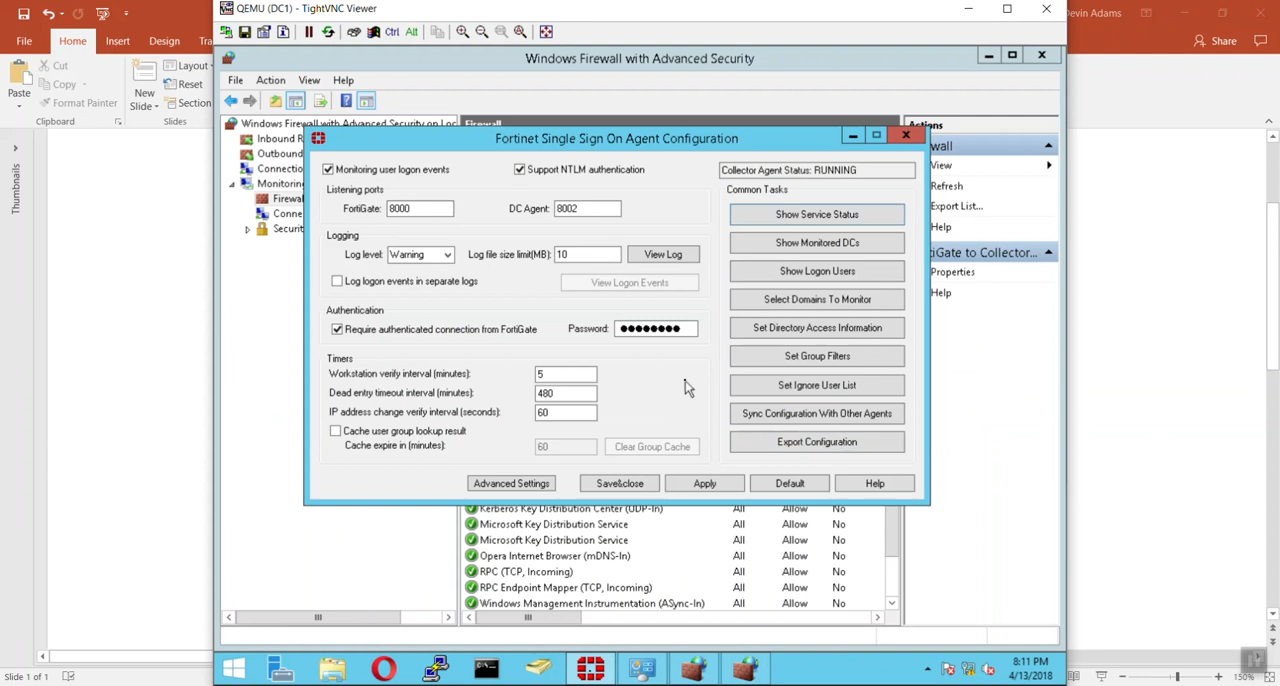 QEMU (DC1) - TightVNC Viewer
Devin Adams
File Home Insert Design
Share
Ctrl Alt
Paste
Cut
Copy
Format Painter
Clipboard
New
Slide
Layout
Reset
Section
Slides
Thumbnails
Windows Firewall with Advanced Security
File Action View Help
Windows Firewall with Advanced Security on Loc
Inbound R
Outbound
Connectio
Monitoring
Firewal
Conne
Securit
Firewall
Actions
wall
View
Refresh
Export List...
Help
tiGate to Collector...
Properties
Help
Fortinet Single Sign On Agent Configuration
Monitoring user logon events
Support NTLM authentication
Collector Agent Status: RUNNING
Listening ports
FortiGate: 8000
DC Agent: 8002
Logging
Log level: Warning
Log file size limit(MB): 10
View Log
Log logon events in separate logs
View Logon Events
Authentication
Require authenticated connection from FortiGate
Password: ●●●●●●●●
Timers
Workstation verify interval (minutes): 5
Dead entry timeout interval (minutes): 480
IP address change verify interval (seconds): 60
Cache user group lookup result
Cache expire in (minutes): 60
Clear Group Cache
Common Tasks
Show Service Status
Show Monitored DCs
Show Logon Users
Select Domains To Monitor
Set Directory Access Information
Set Group Filters
Set Ignore User List
Sync Configuration With Other Agents
Export Configuration
Advanced Settings
Save&close
Apply
Default
Help
Kerberos Key Distribution Center (UDP-In) All Allow No
Microsoft Key Distribution Service All Allow No
Microsoft Key Distribution Service All Allow No
Opera Internet Browser (mDNS-In) All Allow No
RPC (TCP, Incoming) All Allow No
RPC Endpoint Mapper (TCP, Incoming) All Allow No
Windows Management Instrumentation (ASync-In) All Allow No
8:11 PM
4/13/2018
Slide 1 of 1
150%